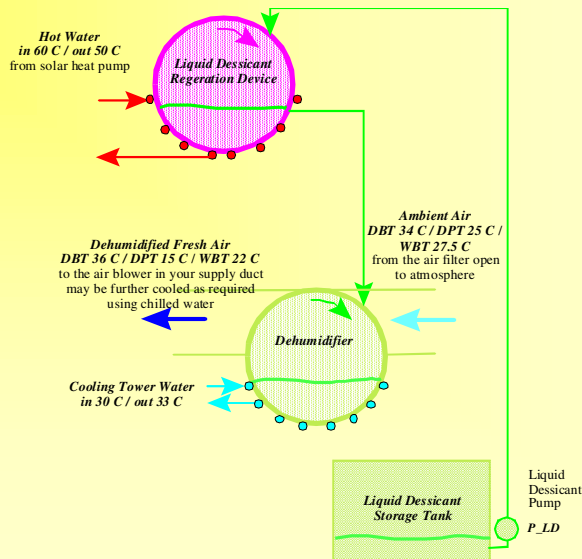 Hot Water
in 60 C / out 50 C
from solar heat pump
Liquid Dessicant
Regeration Device
Ambient Air
DBT 34 C / DPT 25 C /
WBT 27.5 C
from the air filter open
to atmosphere
Dehumidified Fresh Air
DBT 36 C / DPT 15 C / WBT 22 C
to the air blower in your supply duct
may be further cooled as required
using chilled water
Dehumidifier
Cooling Tower Water
in 30 C / out 33 C
Liquid Dessicant
Storage Tank
Liquid
Dessicant
Pump
P_LD